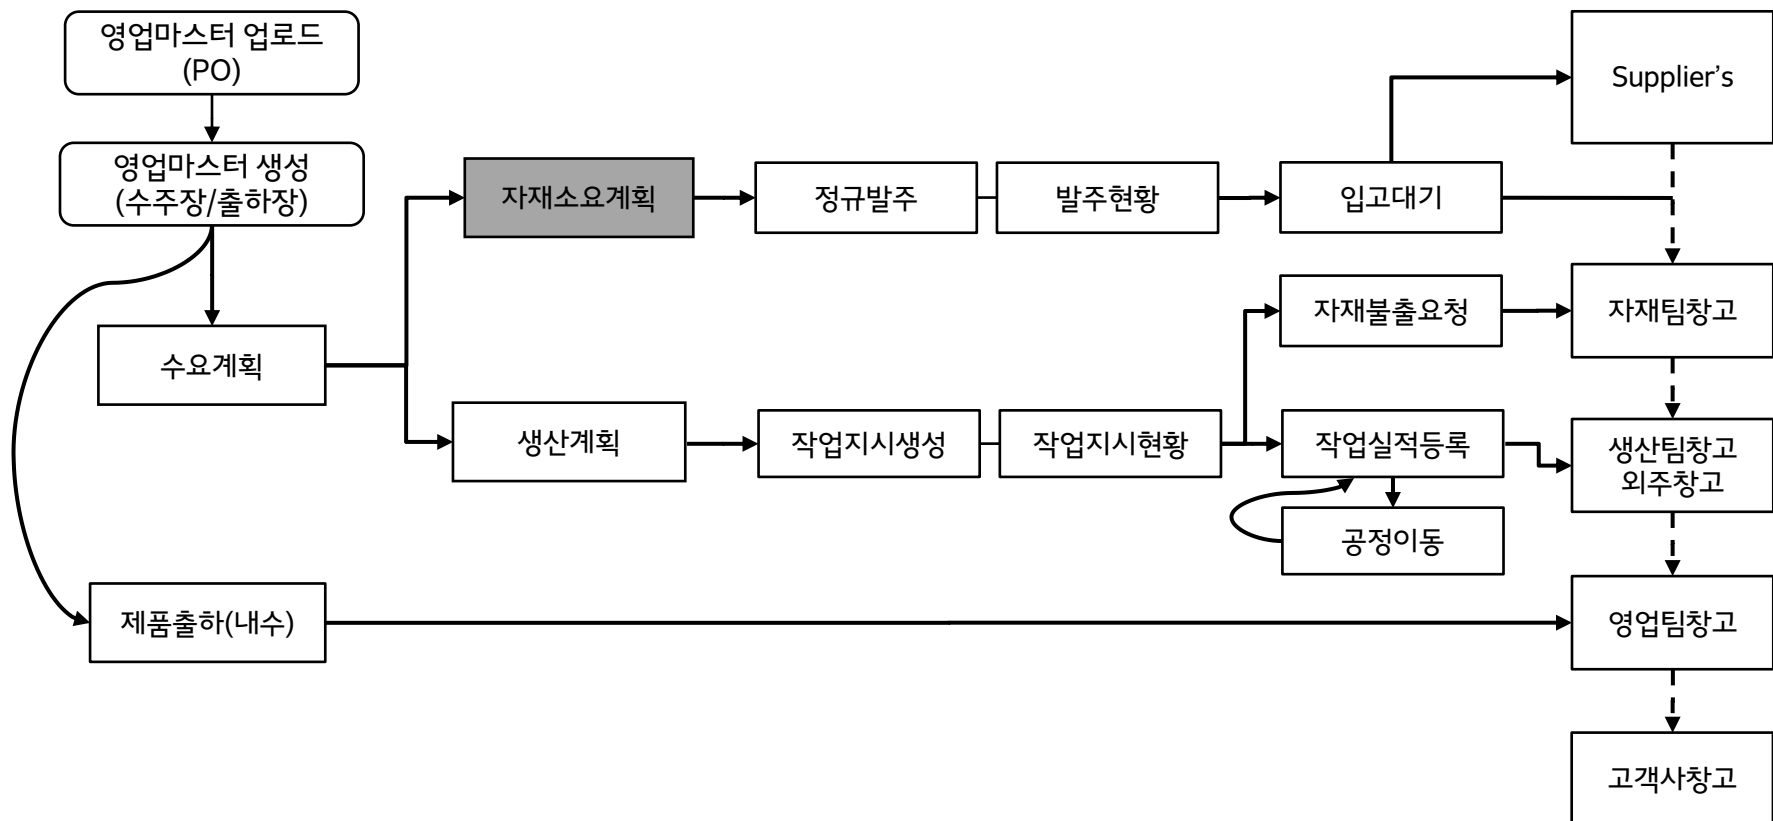 영업마스터 업로드
(PO)
영업마스터 생성
(수주장/출하장)
수요계획
제품출하(내수)
자재소요계획
정규발주
발주현황
입고대기
생산계획
작업지시생성
작업지시현황
자재불출요청
작업실적등록
공정이동
Supplier’s
자재팀창고
생산팀창고
외주창고
영업팀창고
고객사창고